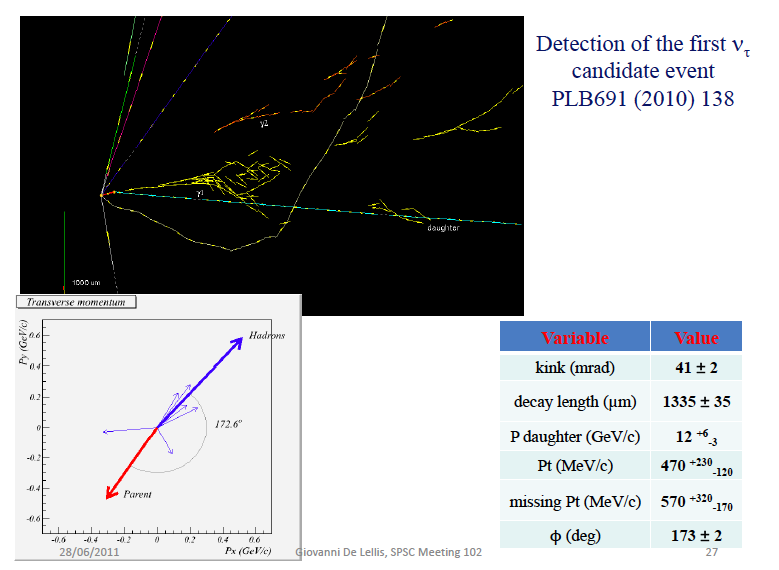 Detection of the first ντ
candidate event
PLB691 (2010) 138
γ2
γ1
daughter
1000 um
Transverse momentum
Py (GeV/c)
0.6
0.4
0.2
0
-0.2
-0.4
-0.6
Hadrons
172.6°
Parent
-0.6 -0.4 -0.2 0 0.2 0.4 0.6
Px (GeV/c)
Variable Value
kink (mrad) 41 ± 2
decay length (μm) 1335 ± 35
P daughter (GeV/c) 12 +6 -3
Pt (MeV/c) 470 +230 -120
missing Pt (MeV/c) 570 +320 -170
ϕ (deg) 173 ± 2
28/06/2011 Giovanni De Lellis, SPSC Meeting 102 27